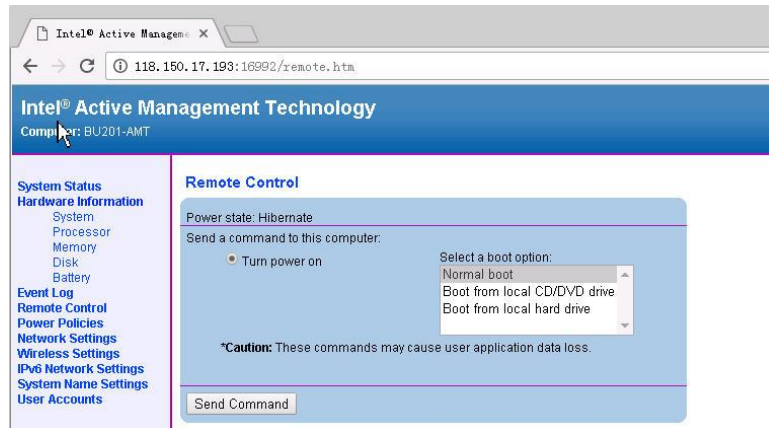 Intel® Active Manageme
118.150.17.193:16992/remote.htm
Intel® Active Management Technology
Computer: BU201-AMT
System Status
Hardware Information
System
Processor
Memory
Disk
Battery
Event Log
Remote Control
Power Policies
Network Settings
Wireless Settings
IPv6 Network Settings
System Name Settings
User Accounts
Remote Control
Power state: Hibernate
Send a command to this computer:
Turn power on
Select a boot option:
Normal boot
Boot from local CD/DVD drive
Boot from local hard drive
*Caution: These commands may cause user application data loss.
Send Command